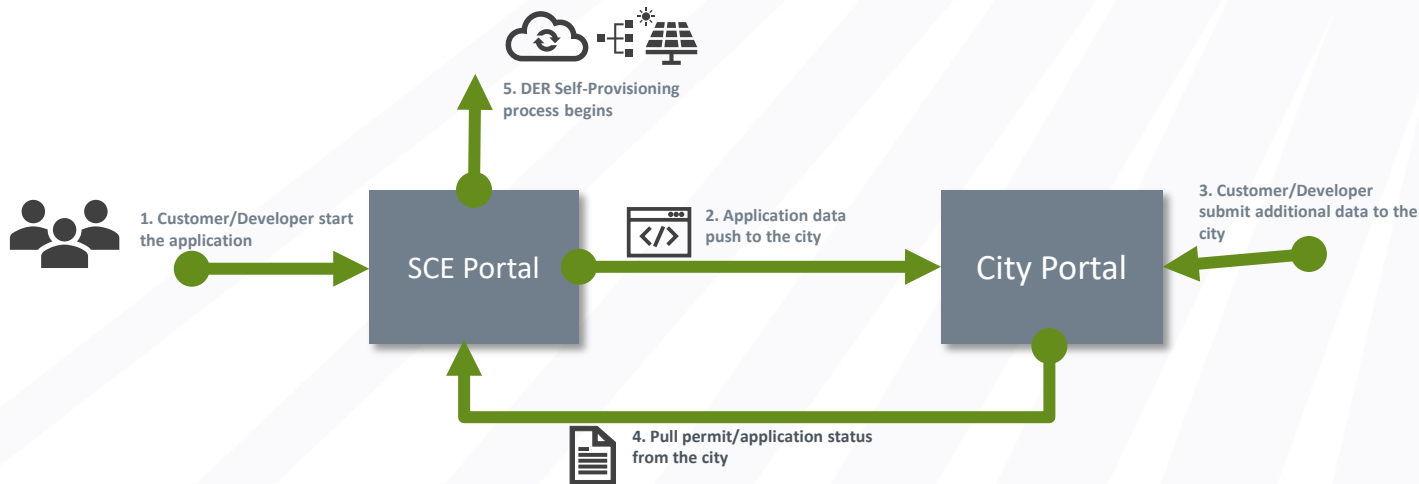 5. DER Self-Provisioning
process begins
1. Customer/Developer start
the application
SCE Portal
</>
2. Application data
push to the city
City Portal
3. Customer/Developer
submit additional data to the
city
4. Pull permit/application status
from the city